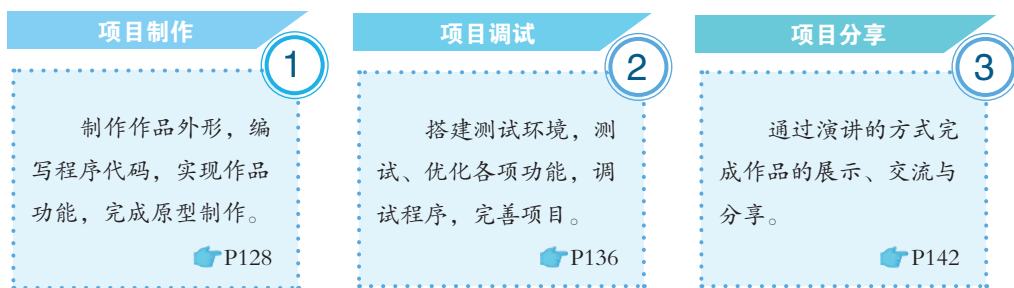 项目制作
1
制作作品外形，编
写程序代码，实现作品
功能，完成原型制作。
P128
项目调试
2
搭建测试环境，测
试、优化各项功能，调
试程序，完善项目。
P136
项目分享
3
通过演讲的方式完
成作品的展示、交流与
分享。
P142